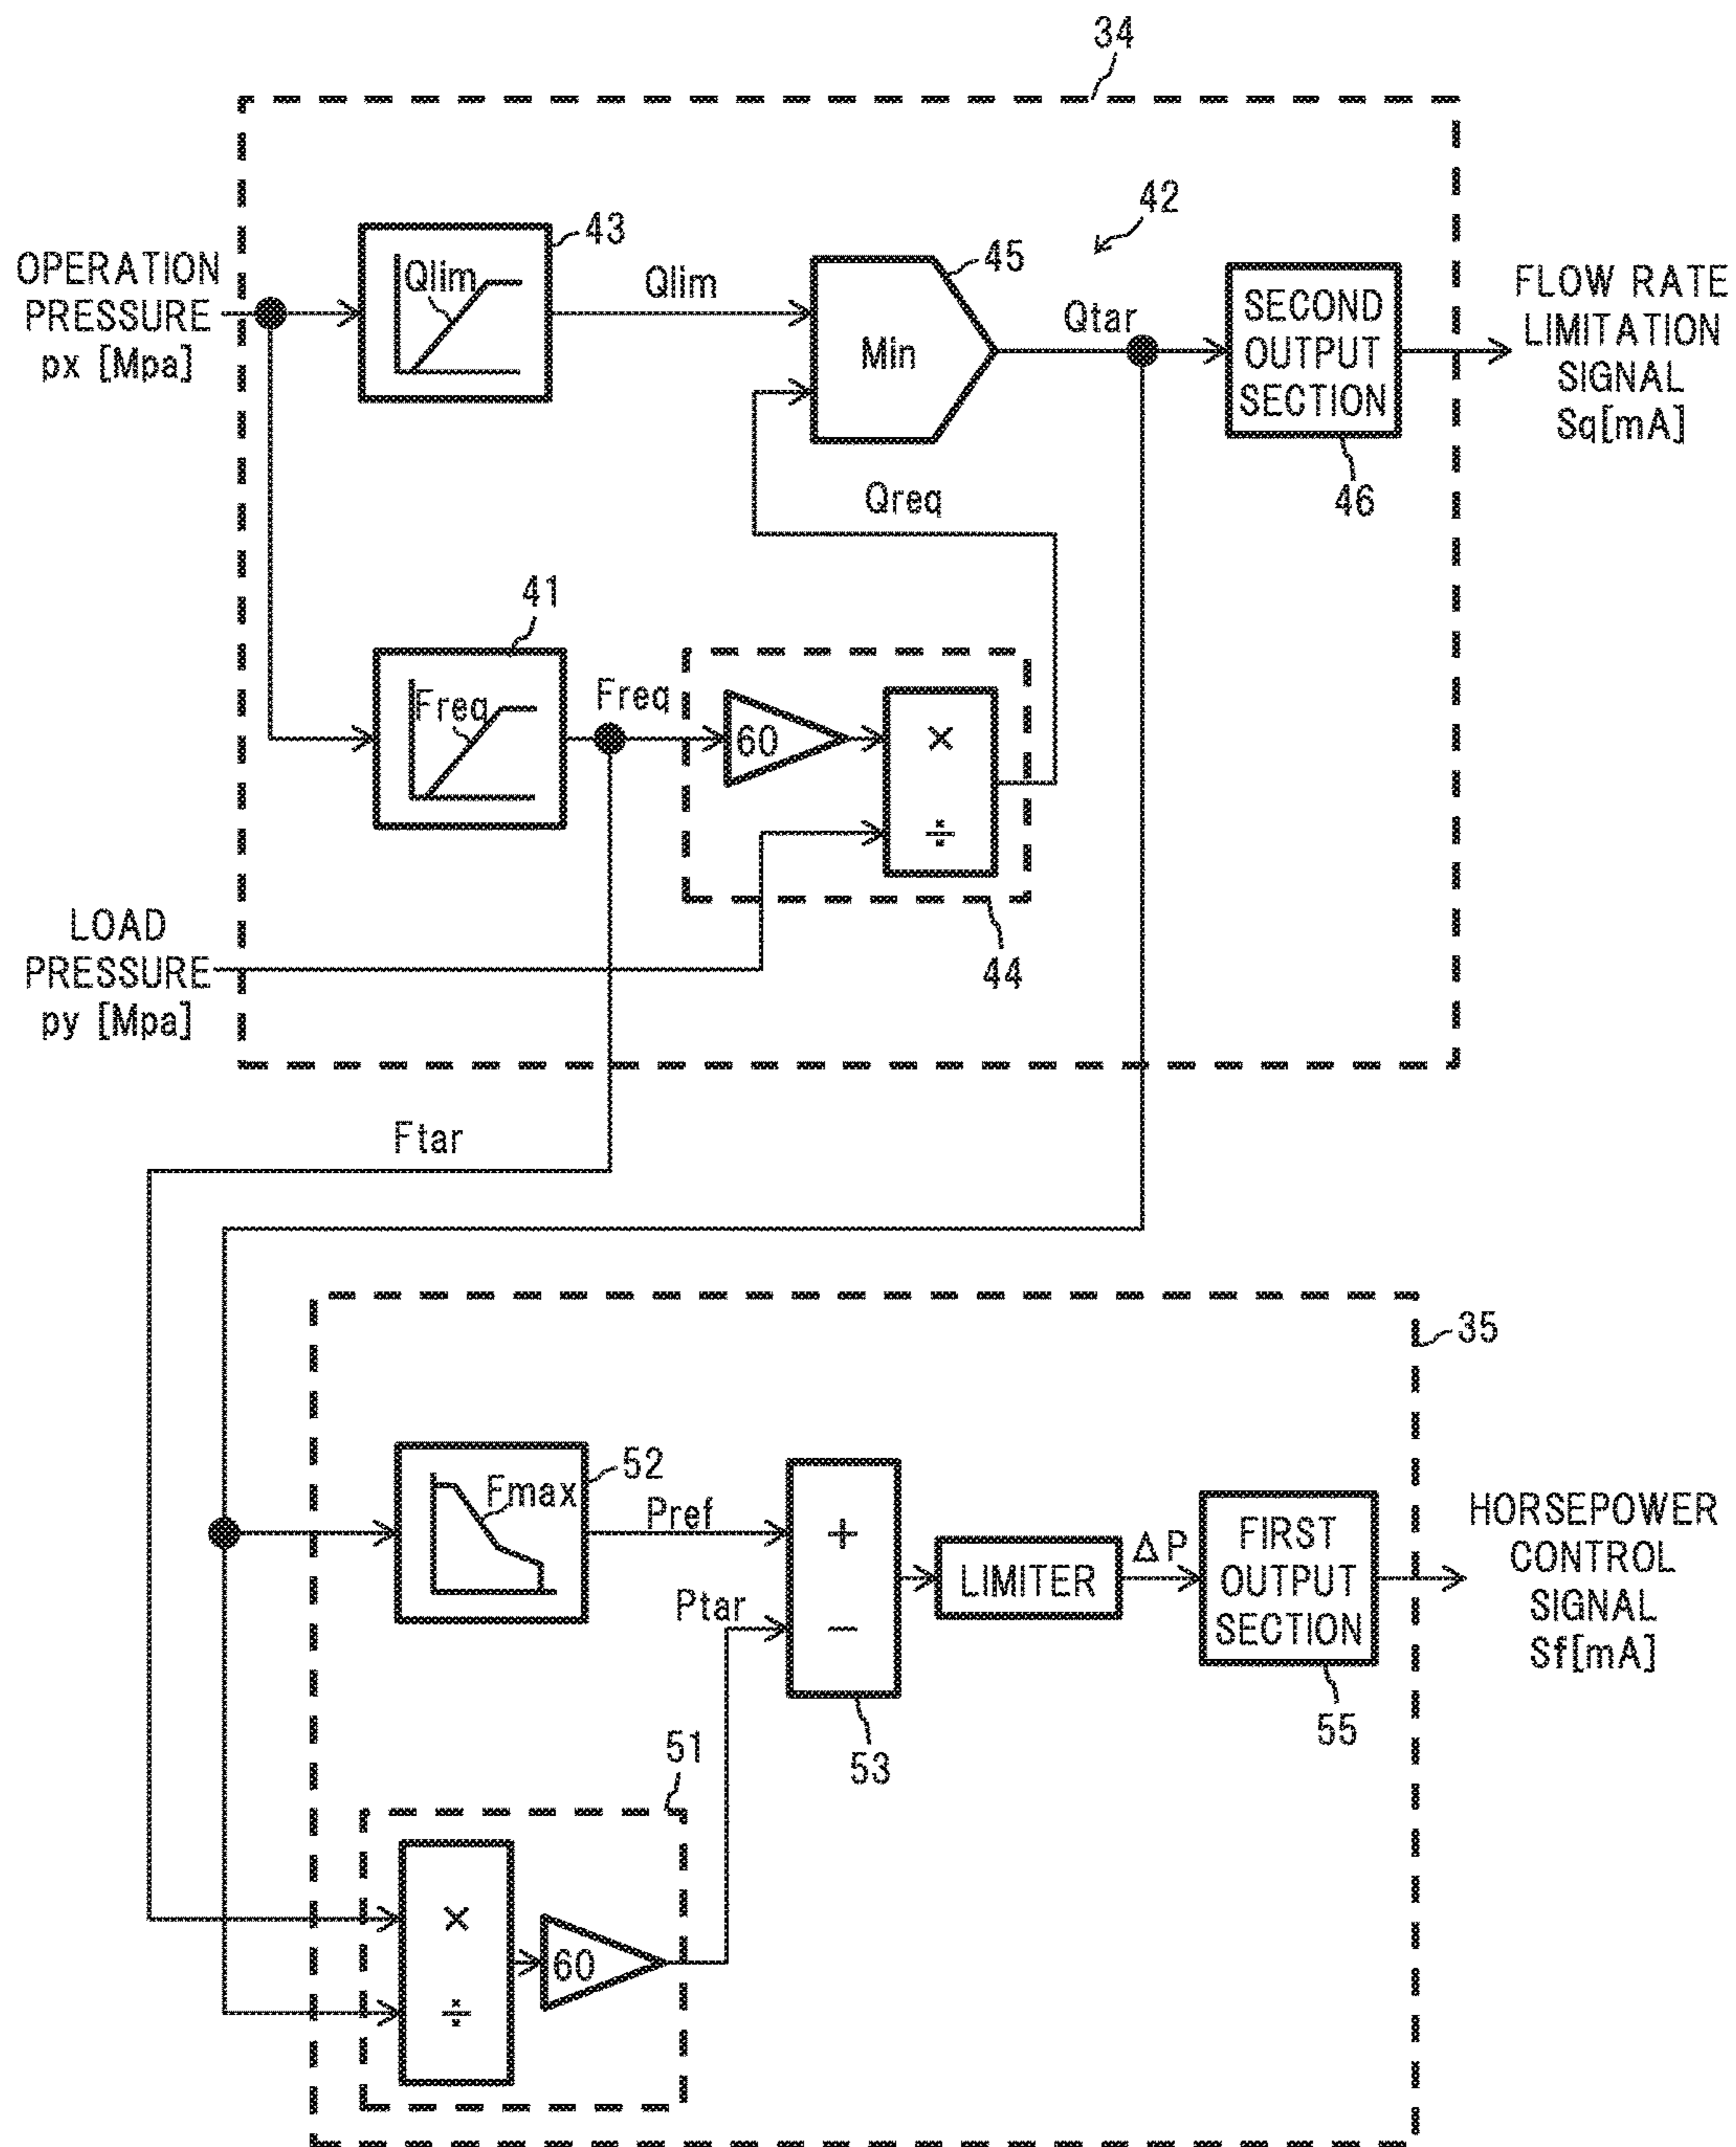 34
42
OPERATION
PRESSURE
px [Mpa]
43
Qlim
Qlim
45
Min
Qtar
SECOND
OUTPUT
SECTION
46
FLOW RATE
LIMITATION
SIGNAL
Sq[mA]
Qreq
41
Freq
Freq
60
×
÷
44
LOAD
PRESSURE
py [Mpa]
Ftar
35
52
Fmax
Pref
Ptar
+
−
53
LIMITER
ΔP
FIRST
OUTPUT
SECTION
55
HORSEPOWER
CONTROL
SIGNAL
Sf[mA]
51
×
÷
60